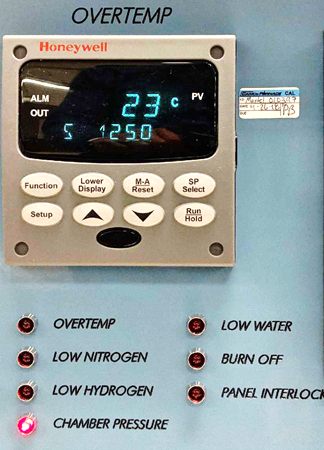 OVERTEMP
Honeywell
ALM
OUT
23 C PV
S 1250
CAL
Function
Lower Display
M-A Reset
SP Select
Setup
Run Hold
OVERTEMP
LOW WATER
LOW NITROGEN
BURN OFF
LOW HYDROGEN
PANEL INTERLOCK
CHAMBER PRESSURE